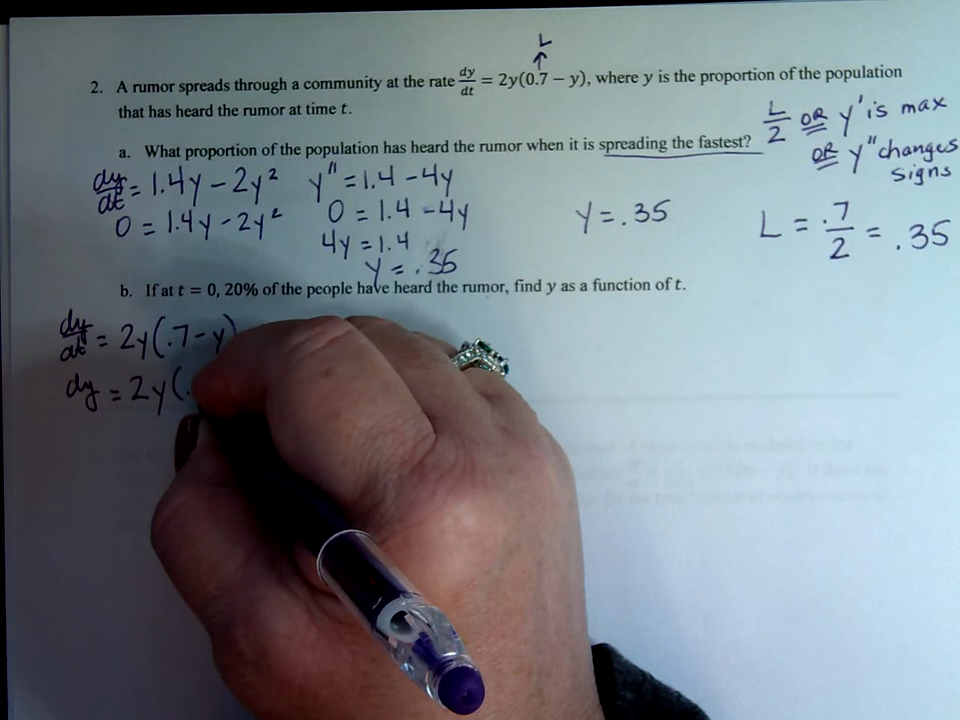 L
↑
2. A rumor spreads through a community at the rate dy/dt = 2y(0.7 − y), where y is the proportion of the population
that has heard the rumor at time t.
L/2 OR y' is max
OR y" changes
signs
a. What proportion of the population has heard the rumor when it is spreading the fastest?
dy/dt = 1.4y - 2y²
0 = 1.4y - 2y²
y" = 1.4 - 4y
0 = 1.4 - 4y
4y = 1.4
y = .35
y = .35
L = .7/2 = .35
b. If at t = 0, 20% of the people have heard the rumor, find y as a function of t.
dy/dt = 2y(.7-y)
dy = 2y(.